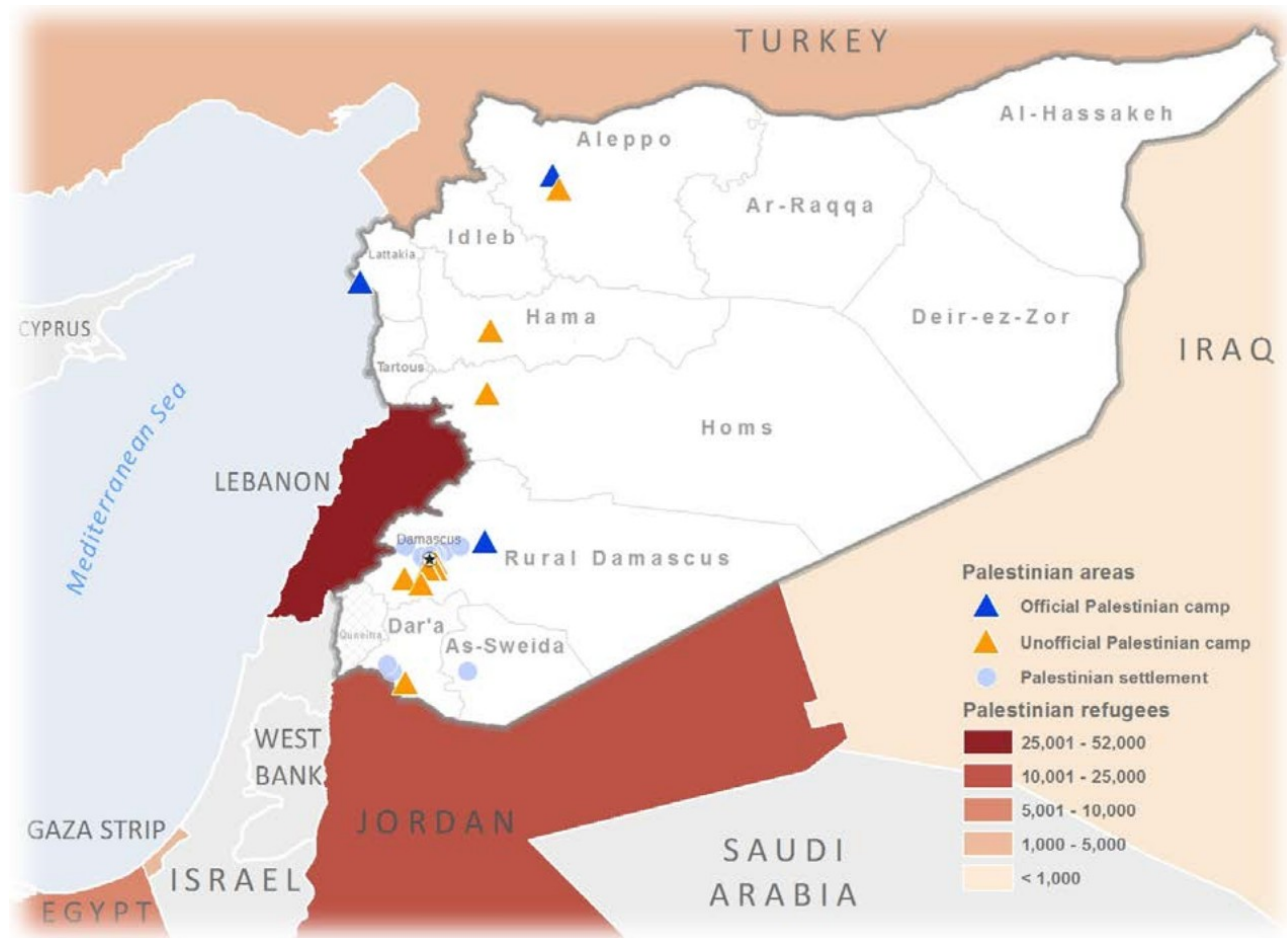 TURKEY
Al-Hassakeh
Aleppo
Ar-Raqqa
Idleb
Lattakia
Hama
Deir-ez-Zor
CYPRUS
IRAQ
Tartous
Mediterranean Sea
Homs
LEBANON
Damascus
Rural Damascus
Quneitra
Dar'a
As-Sweida
Palestinian areas
Official Palestinian camp
Unofficial Palestinian camp
Palestinian settlement
Palestinian refugees
25,001 - 52,000
10,001 - 25,000
5,001 - 10,000
1,000 - 5,000
< 1,000
WEST
BANK
JORDAN
GAZA STRIP
ISRAEL
SAUDI
ARABIA
EGYPT